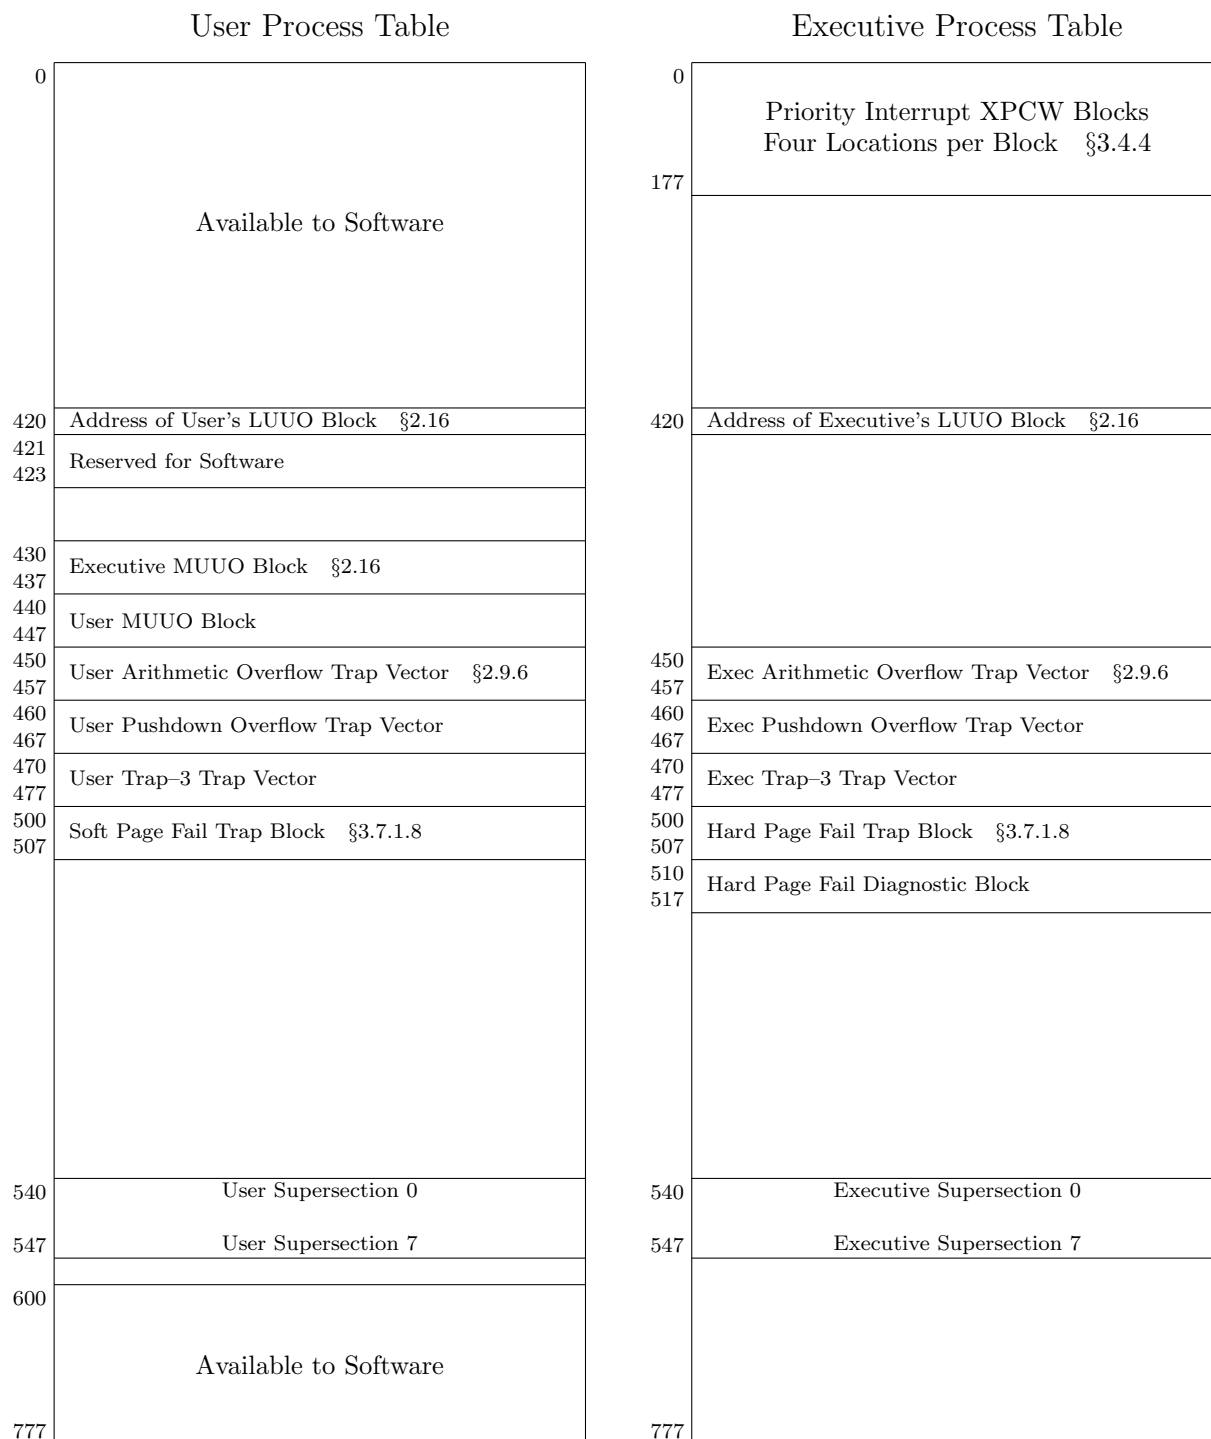 User Process Table
0
Available to Software
420 Address of User's LUUO Block §2.16
421
Reserved for Software
423
430
Executive MUUO Block §2.16
437
440
User MUUO Block
447
450
User Arithmetic Overflow Trap Vector §2.9.6
457
460
User Pushdown Overflow Trap Vector
467
470
User Trap–3 Trap Vector
477
500
Soft Page Fail Trap Block §3.7.1.8
507
540 User Supersection 0
547 User Supersection 7
600
Available to Software
777
Executive Process Table
0
Priority Interrupt XPCW Blocks
Four Locations per Block §3.4.4
177
420 Address of Executive's LUUO Block §2.16
450
Exec Arithmetic Overflow Trap Vector §2.9.6
457
460
Exec Pushdown Overflow Trap Vector
467
470
Exec Trap–3 Trap Vector
477
500
Hard Page Fail Trap Block §3.7.1.8
507
510
Hard Page Fail Diagnostic Block
517
540 Executive Supersection 0
547 Executive Supersection 7
777